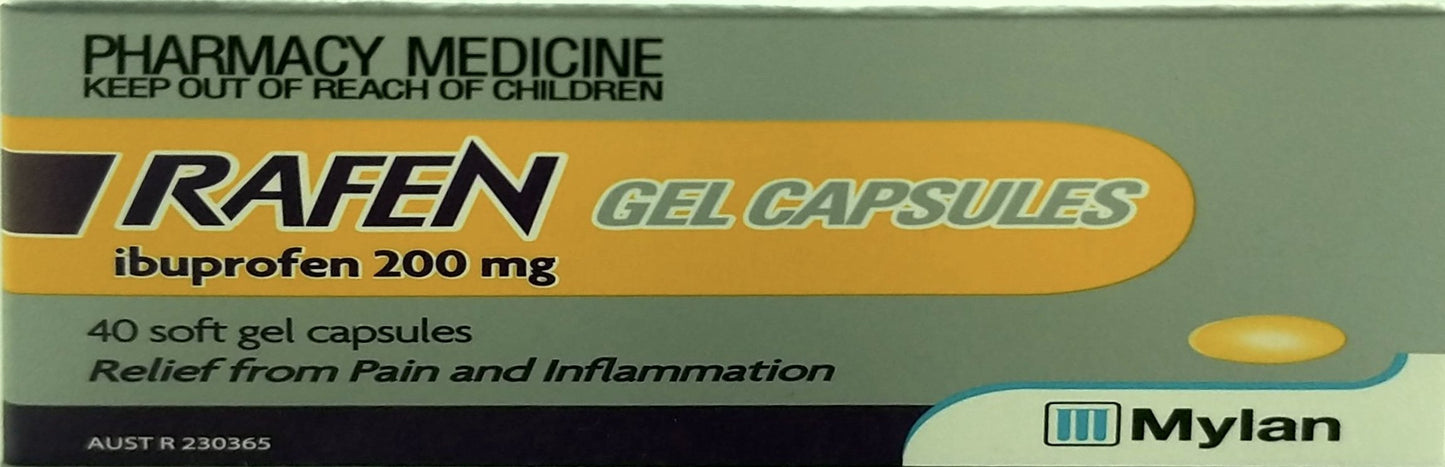 PHARMACY MEDICINE
KEEP OUT OF REACH OF CHILDREN
RAFEN GEL CAPSULES
ibuprofen 200 mg
40 soft gel capsules
Relief from Pain and Inflammation
AUST R 230365
Mylan